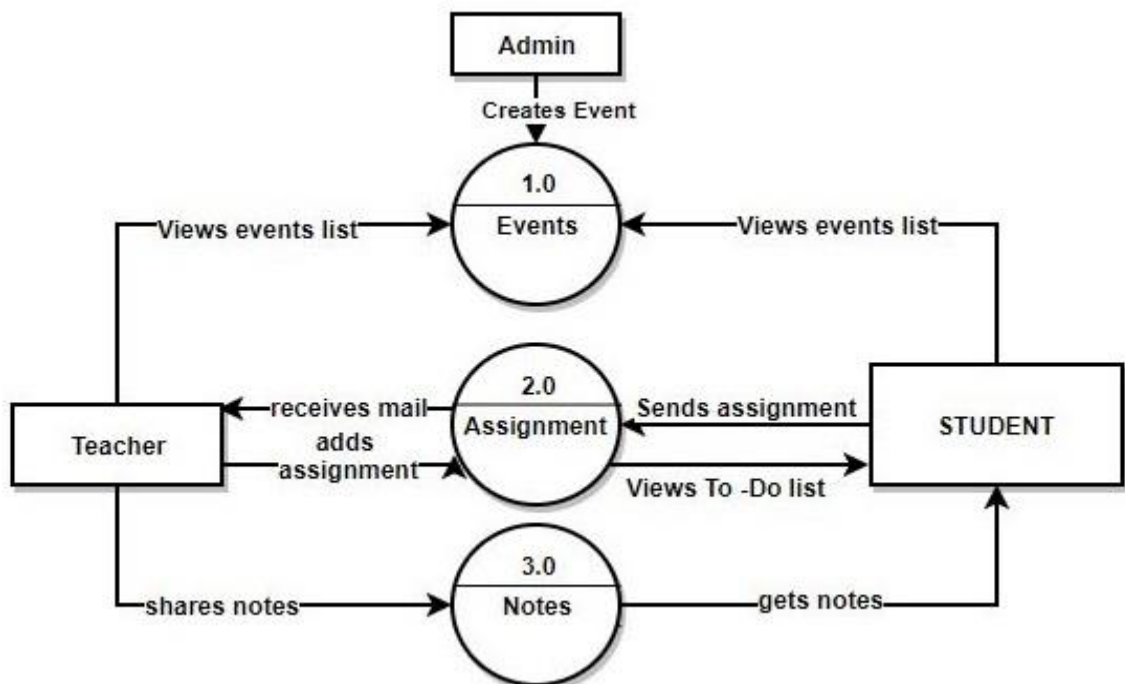 Admin
Creates Event
1.0
Events
Views events list
Views events list
2.0
Assignment
receives mail
adds
assignment
Sends assignment
Views To -Do list
Teacher
STUDENT
3.0
Notes
shares notes
gets notes